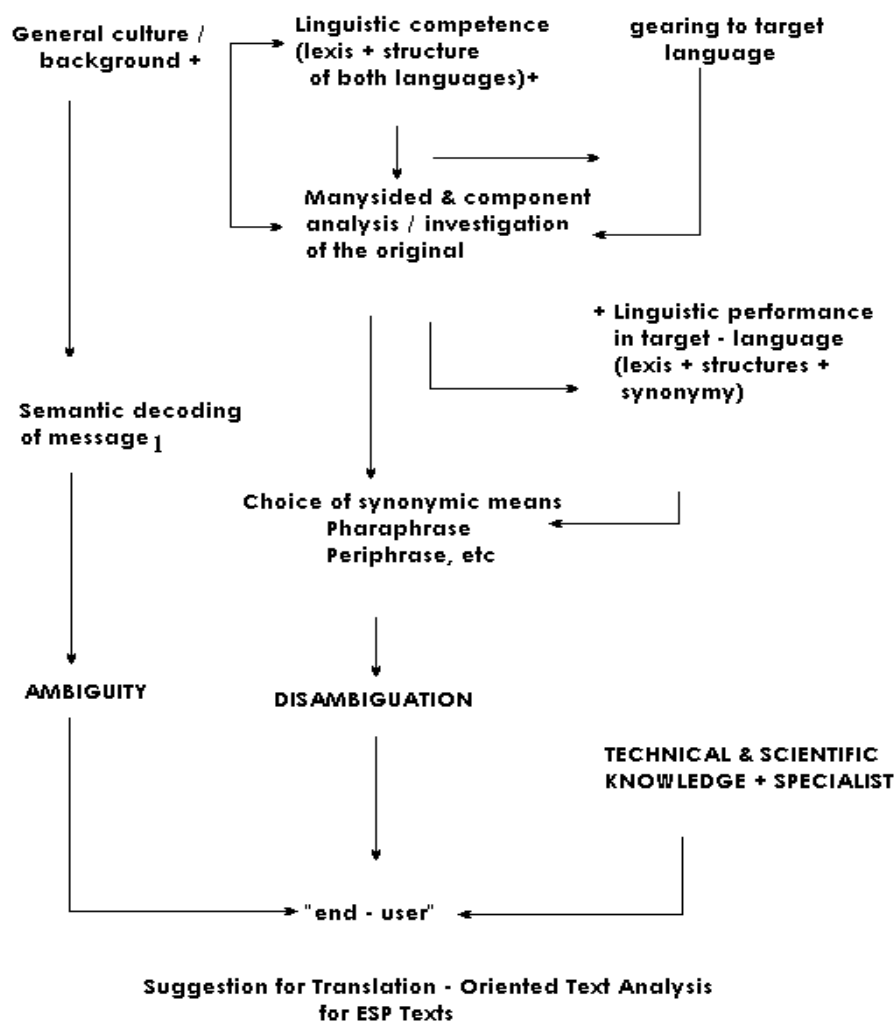 General culture /
background +
Linguistic competence
(lexis + structure
of both languages)+
gearing to target
language
Manysided & component
analysis / investigation
of the original
+ Linguistic performance
in target - language
(lexis + structures +
synonymy)
Semantic decoding
of message1
Choice of synonymic means
Pharaphrase
Periphrase, etc
AMBIGUITY
DISAMBIGUATION
TECHNICAL & SCIENTIFIC
KNOWLEDGE + SPECIALIST
"end - user"
Suggestion for Translation - Oriented Text Analysis
for ESP Texts